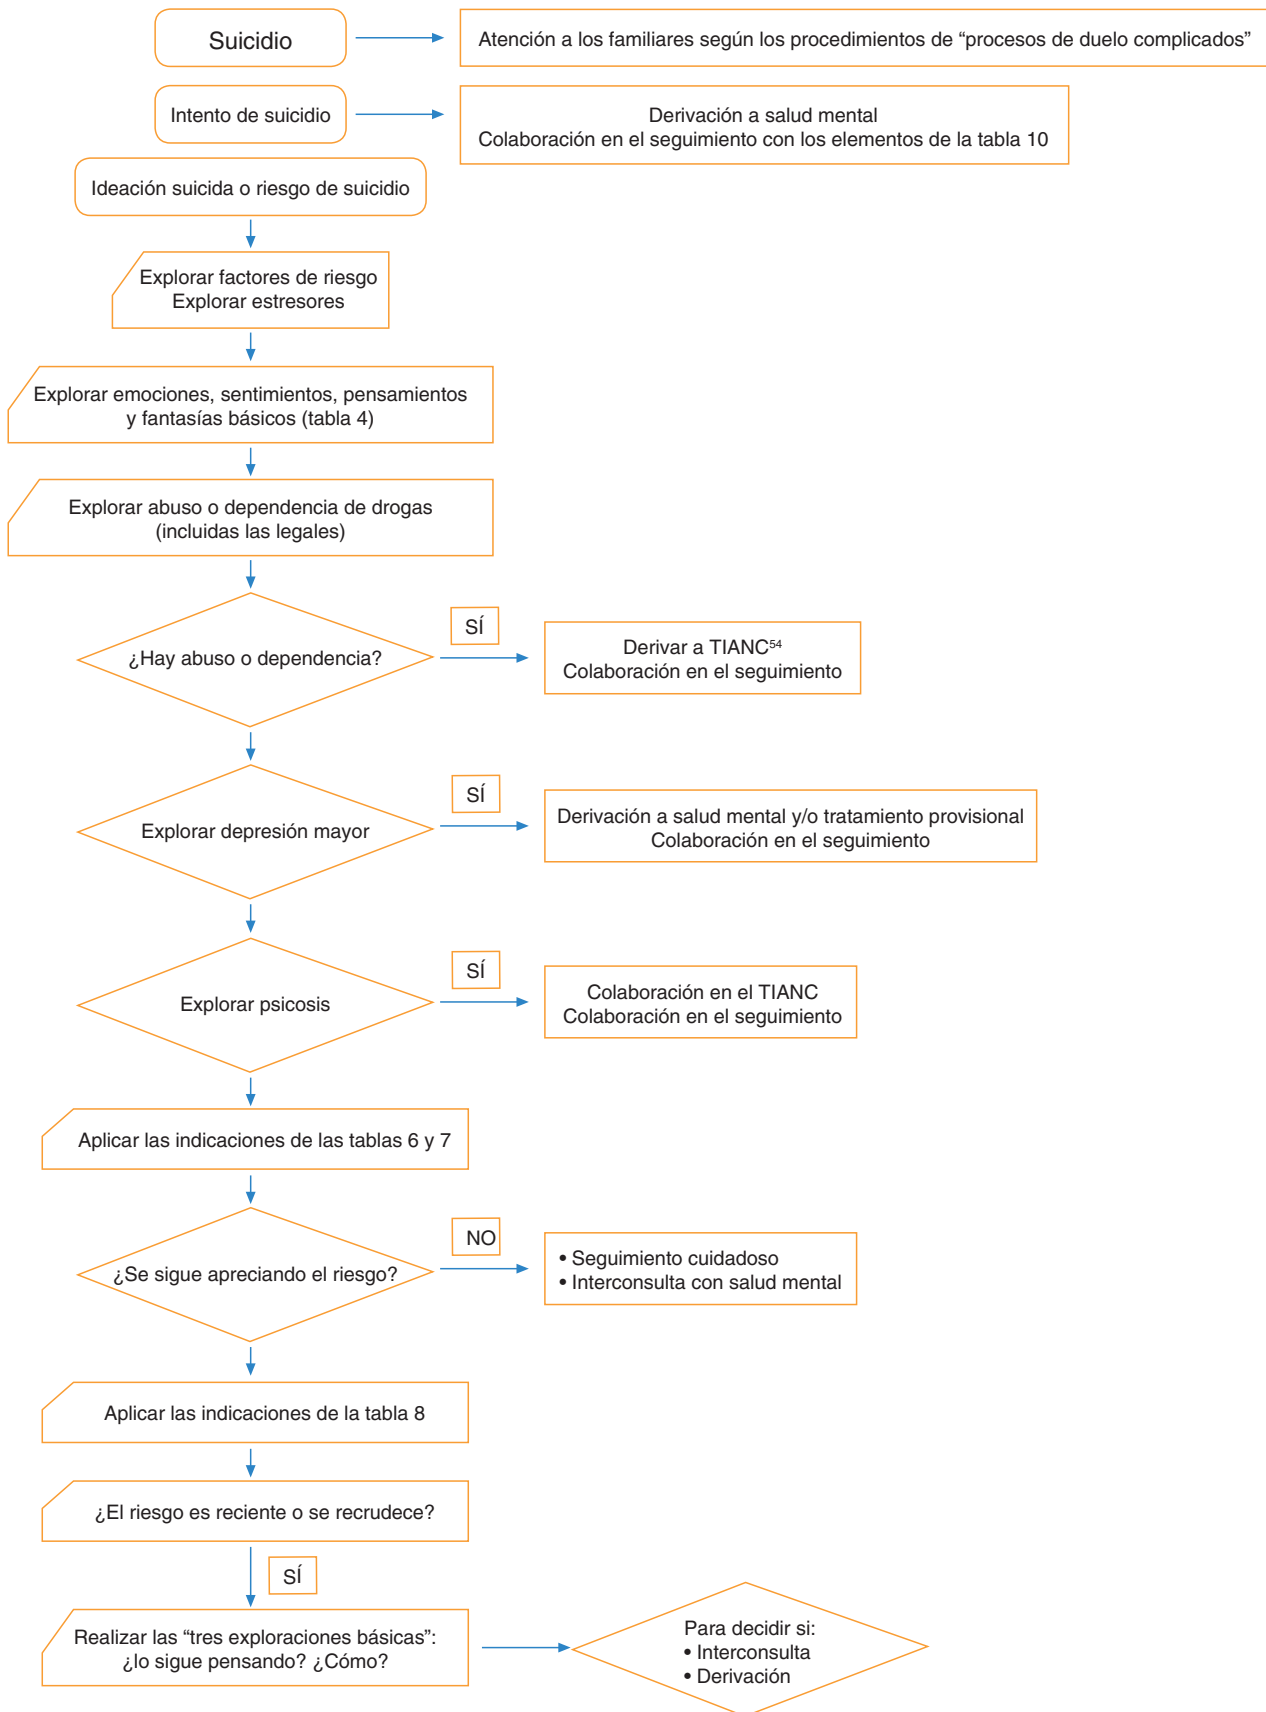 Suicidio
Atención a los familiares según los procedimientos de “procesos de duelo complicados”
Intento de suicidio
Derivación a salud mental
Colaboración en el seguimiento con los elementos de la tabla 10
Ideación suicida o riesgo de suicidio
Explorar factores de riesgo
Explorar estresores
Explorar emociones, sentimientos, pensamientos
y fantasías básicos (tabla 4)
Explorar abuso o dependencia de drogas
(incluidas las legales)
¿Hay abuso o dependencia?
SÍ
Derivar a TIANC⁵⁴
Colaboración en el seguimiento
Explorar depresión mayor
SÍ
Derivación a salud mental y/o tratamiento provisional
Colaboración en el seguimiento
Explorar psicosis
SÍ
Colaboración en el TIANC
Colaboración en el seguimiento
Aplicar las indicaciones de las tablas 6 y 7
¿Se sigue apreciando el riesgo?
NO
• Seguimiento cuidadoso
• Interconsulta con salud mental
Aplicar las indicaciones de la tabla 8
¿El riesgo es reciente o se recrudece?
SÍ
Realizar las “tres exploraciones básicas”:
¿lo sigue pensando? ¿Cómo?
Para decidir si:
• Interconsulta
• Derivación